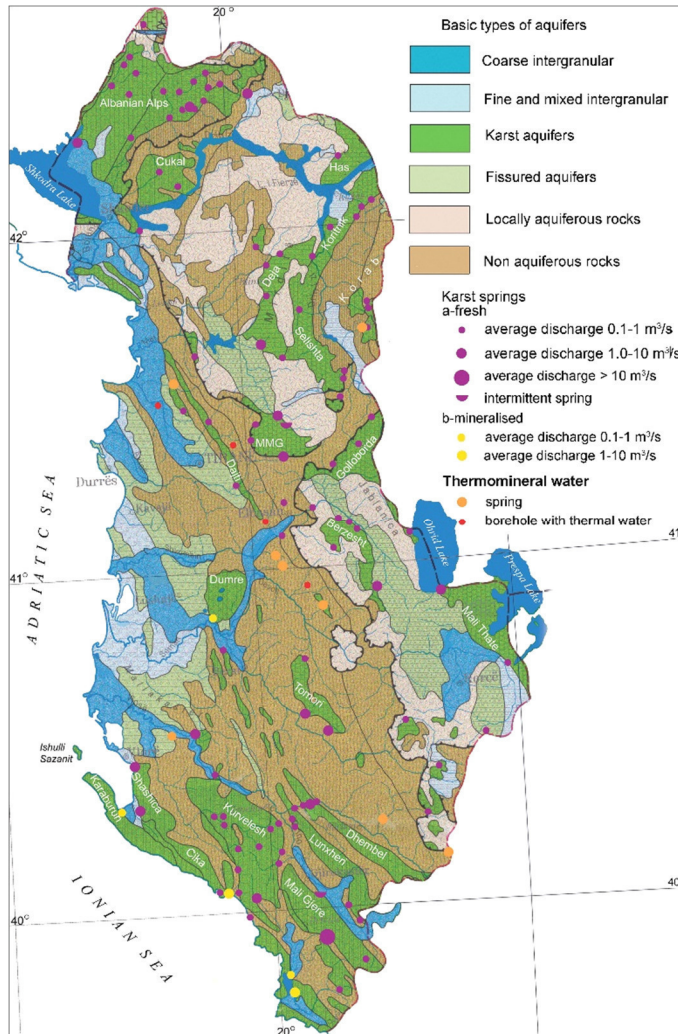 20°
Basic types of aquifers
Coarse intergranular
Fine and mixed intergranular
Karst aquifers
Fissured aquifers
Locally aquiferous rocks
Non aquiferous rocks
Karst springs
a-fresh
average discharge 0.1-1 m³/s
average discharge 1.0-10 m³/s
average discharge > 10 m³/s
intermittent spring
b-mineralised
average discharge 0.1-1 m³/s
average discharge 1-10 m³/s
Thermomineral water
spring
borehole with thermal water
Albanian Alps
Shkodra Lake
Cukal
Has
42°
Koritnik
Deja
Korab
Selishta
MMG
Golloborda
Dajti
Durrës
ADRIATIC SEA
Berzesht
Ohrid Lake
Prespa Lake
41
41°
Dumre
Mali Thate
Korcë
Tomori
Ishulli
Sazanit
Karaburun
Shashica
Kurvelesh
Cika
Lunxheri
Dhembel
Mali Gjere
40
40°
IONIAN SEA
20°